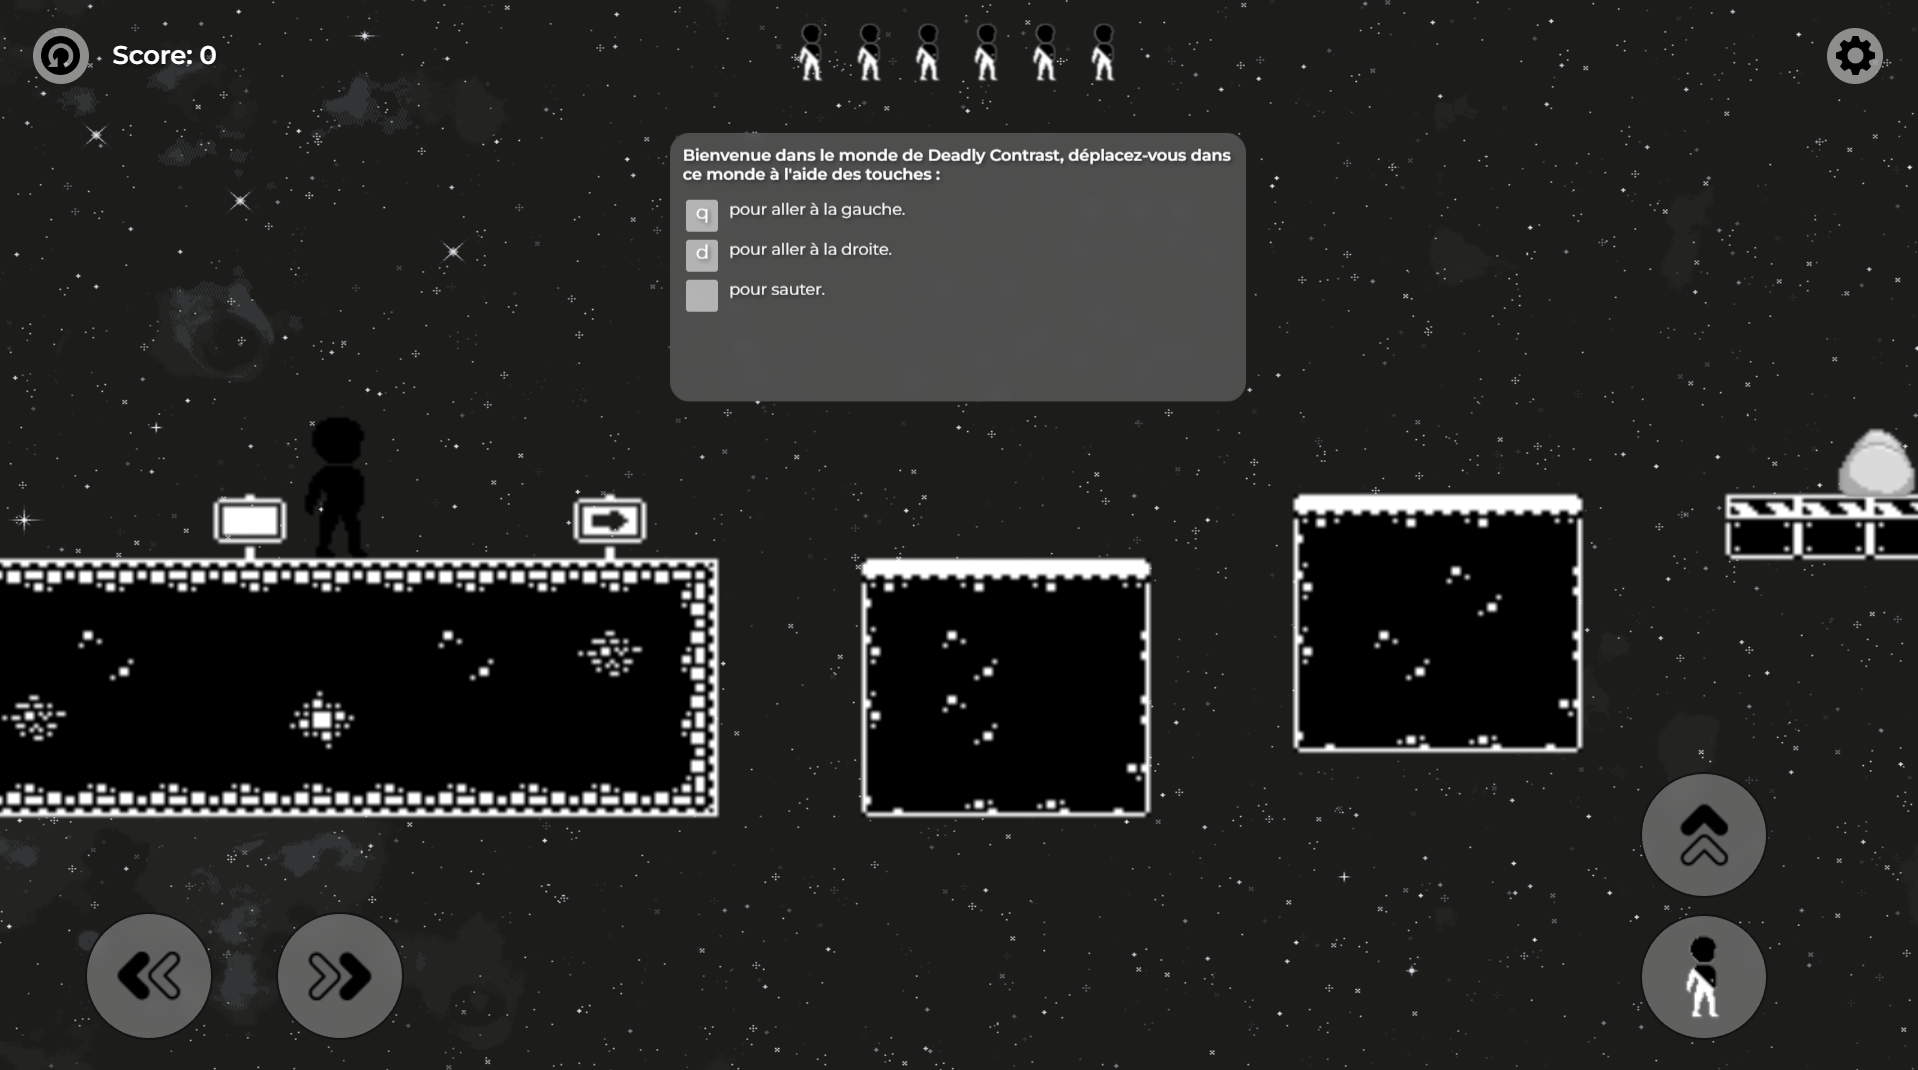 Score: 0
Bienvenue dans le monde de Deadly Contrast, déplacez-vous dans
ce monde à l'aide des touches :
q pour aller à la gauche.
d pour aller à la droite.
pour sauter.